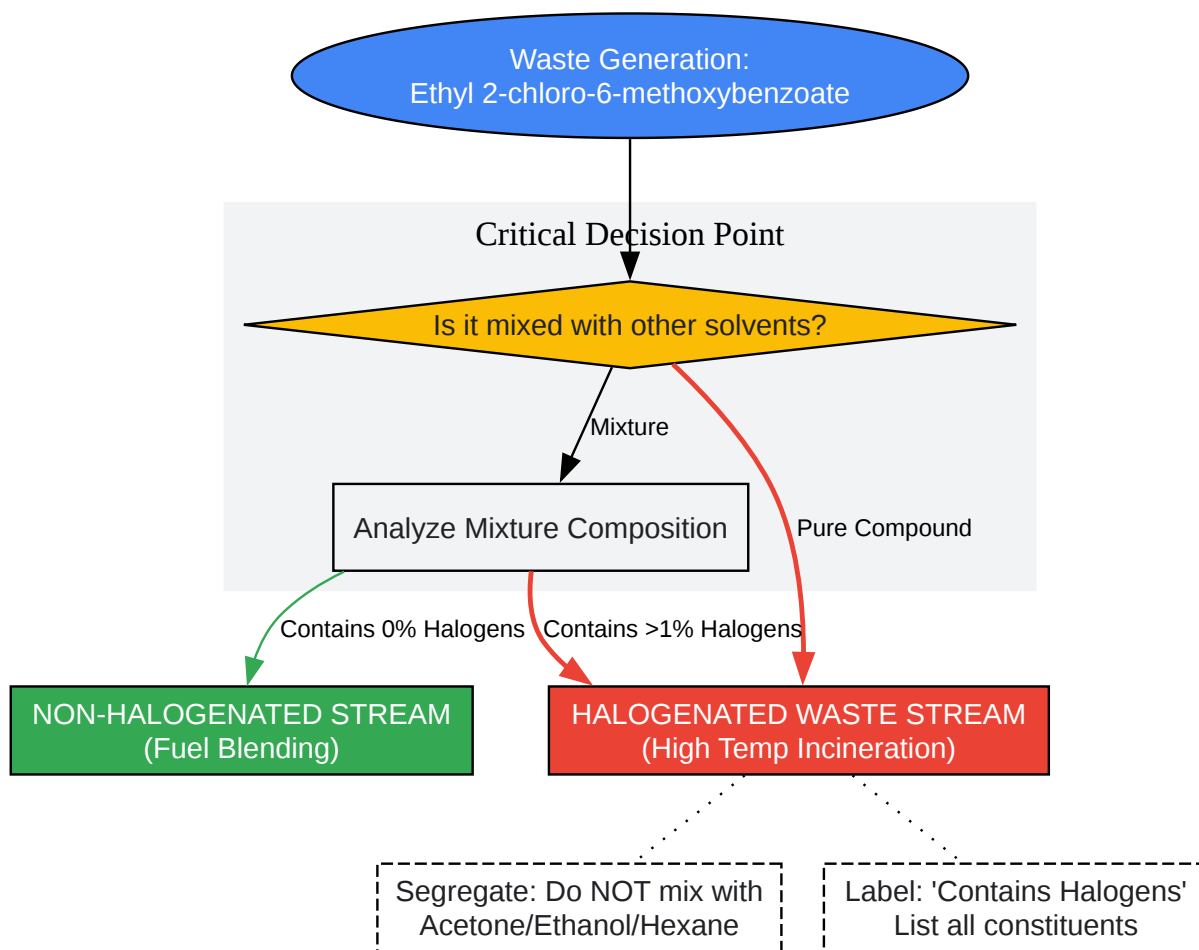 Waste Generation:
Ethyl 2-chloro-6-methoxybenzoate
Critical Decision Point
Is it mixed with other solvents?
Mixture
Pure Compound
Analyze Mixture Composition
Contains 0% Halogens
Contains >1% Halogens
NON-HALOGENATED STREAM
(Fuel Blending)
HALOGENATED WASTE STREAM
(High Temp Incineration)
Segregate: Do NOT mix with
Acetone/Ethanol/Hexane
Label: 'Contains Halogens'
List all constituents